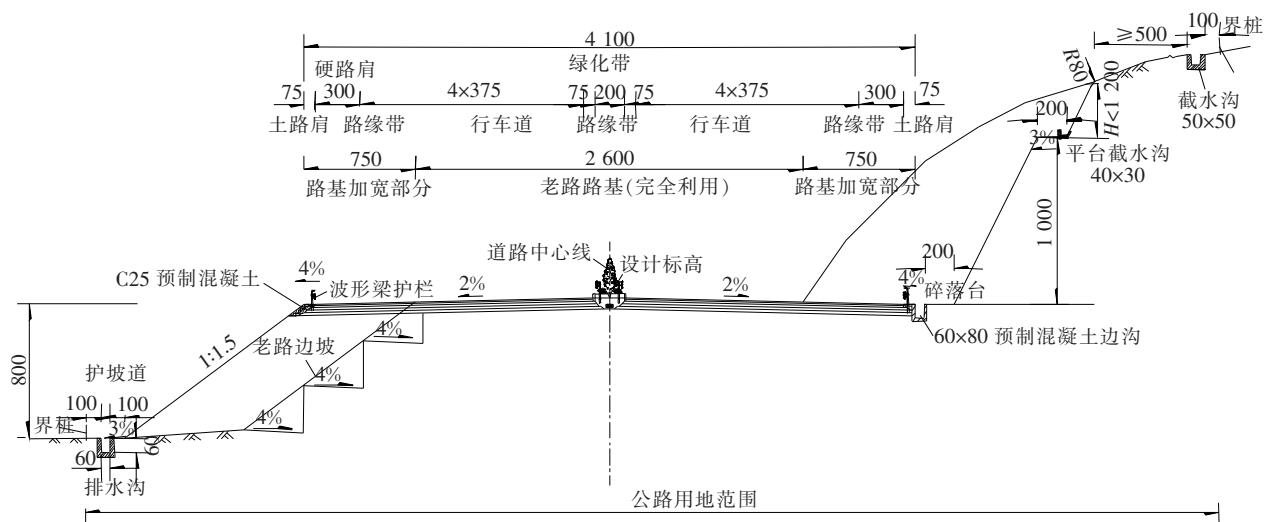 100 界桩
≥500
4 100
硬路肩 绿化带
R80
H<1 200
截水沟
50×50
75 300 4×375 75 200 75 4×375 300 75
土路肩 路缘带 行车道 路缘带 行车道 路缘带 土路肩
200
3%
平台截水沟
40×30
750 2 600 750
路基加宽部分 老路路基(完全利用) 路基加宽部分
1 000
道路中心线 设计标高
200
C25 预制混凝土 4% 波形梁护栏 2% 2% 4% 碎落台
60×80 预制混凝土边沟
1:1.5
老路边坡
4%
4%
4%
800
护坡道
100 100
界桩 3%
60
60
排水沟
公路用地范围